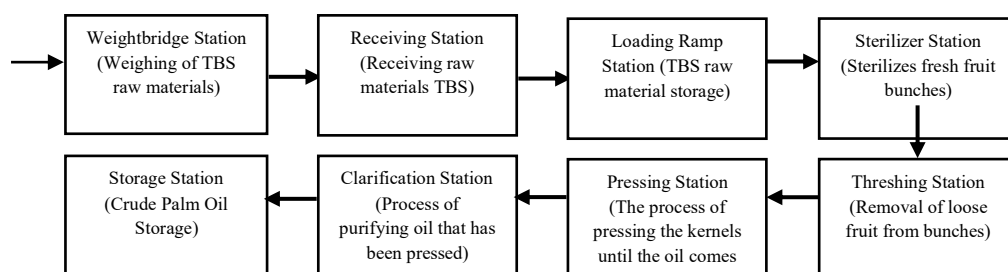 Weightbridge Station
(Weighing of TBS
raw materials)
Receiving Station
(Receiving raw
materials TBS)
Loading Ramp
Station (TBS raw
material storage)
Sterilizer Station
(Sterilizes fresh fruit
bunches)
Storage Station
(Crude Palm Oil
Storage)
Clarification Station
(Process of
purifying oil that has
been pressed)
Pressing Station
(The process of
pressing the kernels
until the oil comes
Threshing Station
(Removal of loose
fruit from bunches)